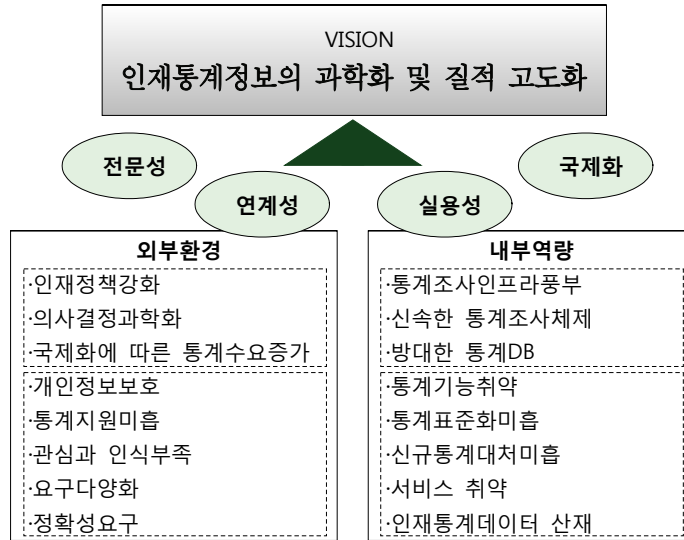 VISION
인재통계정보의 과학화 및 질적 고도화
전문성
국제화
연계성
실용성
외부환경
·인재정책강화
·의사결정과학화
·국제화에 따른 통계수요증가
·개인정보보호
·통계지원미흡
·관심과 인식부족
·요구다양화
·정확성요구
내부역량
·통계조사인프라풍부
·신속한 통계조사체제
·방대한 통계DB
·통계기능취약
·통계표준화미흡
·신규통계대처미흡
·서비스 취약
·인재통계데이터 산재